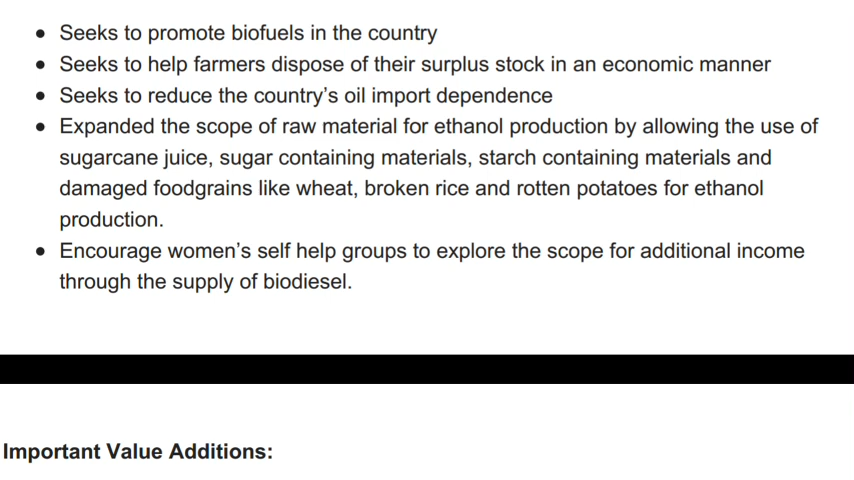 • Seeks to promote biofuels in the country
• Seeks to help farmers dispose of their surplus stock in an economic manner
• Seeks to reduce the country's oil import dependence
• Expanded the scope of raw material for ethanol production by allowing the use of
sugarcane juice, sugar containing materials, starch containing materials and
damaged foodgrains like wheat, broken rice and rotten potatoes for ethanol
production.
• Encourage women's self help groups to explore the scope for additional income
through the supply of biodiesel.
Important Value Additions: